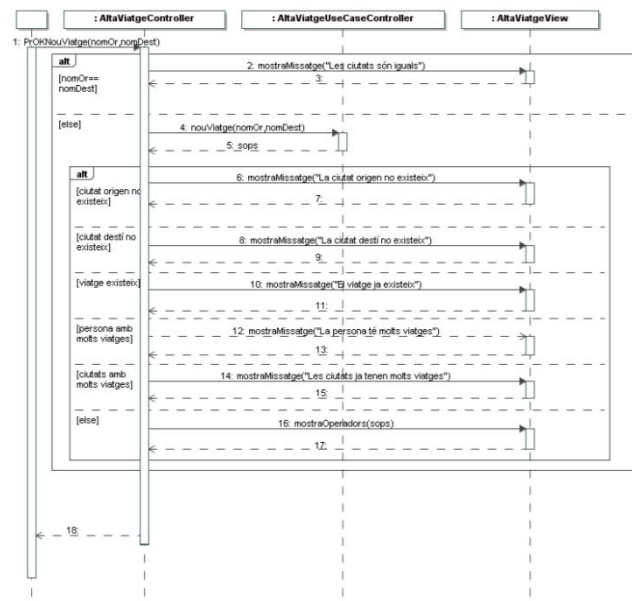 : AltaViatgeController
: AltaViatgeUseCaseController
: AltaViatgeView
1: PrOKNouViatge(nomOr,nomDest)
alt
[nomOr==
nomDest]
2: mostraMissatge("Les ciutats són iguals")
3:
[else]
4: nouViatge(nomOr,nomDest)
5: sops
alt
[ciutat origen no
existeix]
6: mostraMissatge("La ciutat origen no existeix")
7:
[ciutat destí no
existeix]
8: mostraMissatge("La ciutat destí no existeix")
9:
[viatge existeix]
10: mostraMissatge("El viatge ja existeix")
11:
[persona amb
molts viatges]
12: mostraMissatge("La persona té molts viatges")
13:
[ciutats amb
molts viatges]
14: mostraMissatge("Les ciutats ja tenen molts viatges")
15:
[else]
16: mostraOperadors(sops)
17:
18: